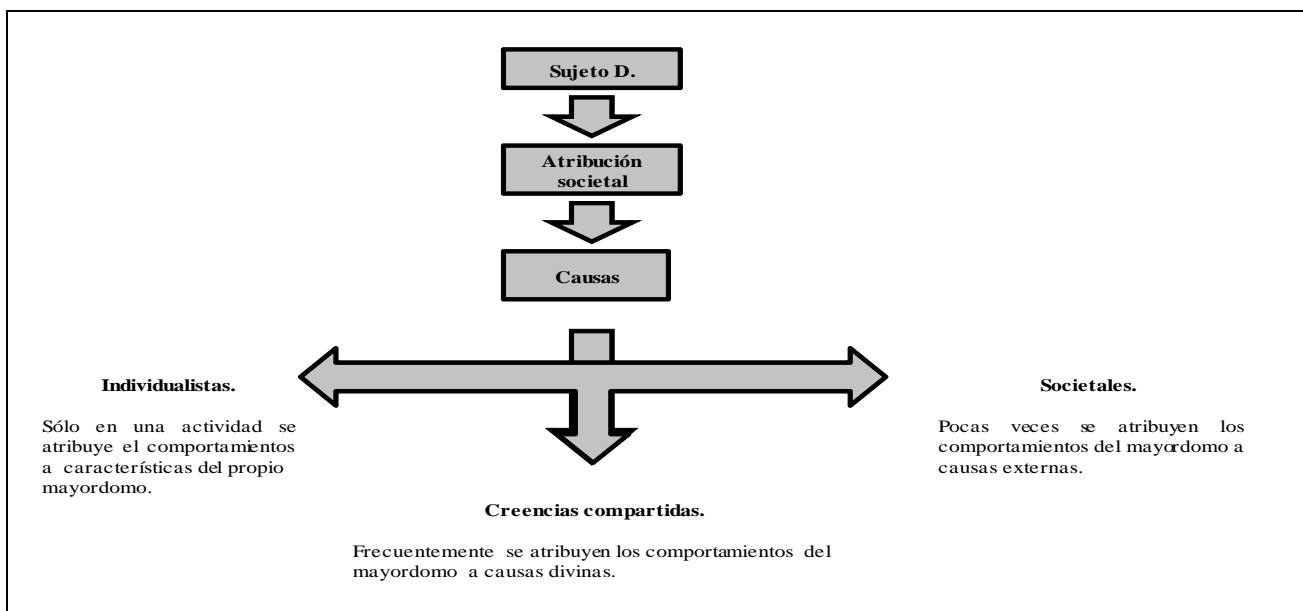 Sujeto D.
Atribución
societal
Causas
Individualistas.
Sólo en una actividad se
atribuye el comportamientos
a características del propio
mayordomo.
Societales.
Pocas veces se atribuyen los
comportamientos del mayordomo a
causas externas.
Creencias compartidas.
Frecuentemente se atribuyen los comportamientos del
mayordomo a causas divinas.